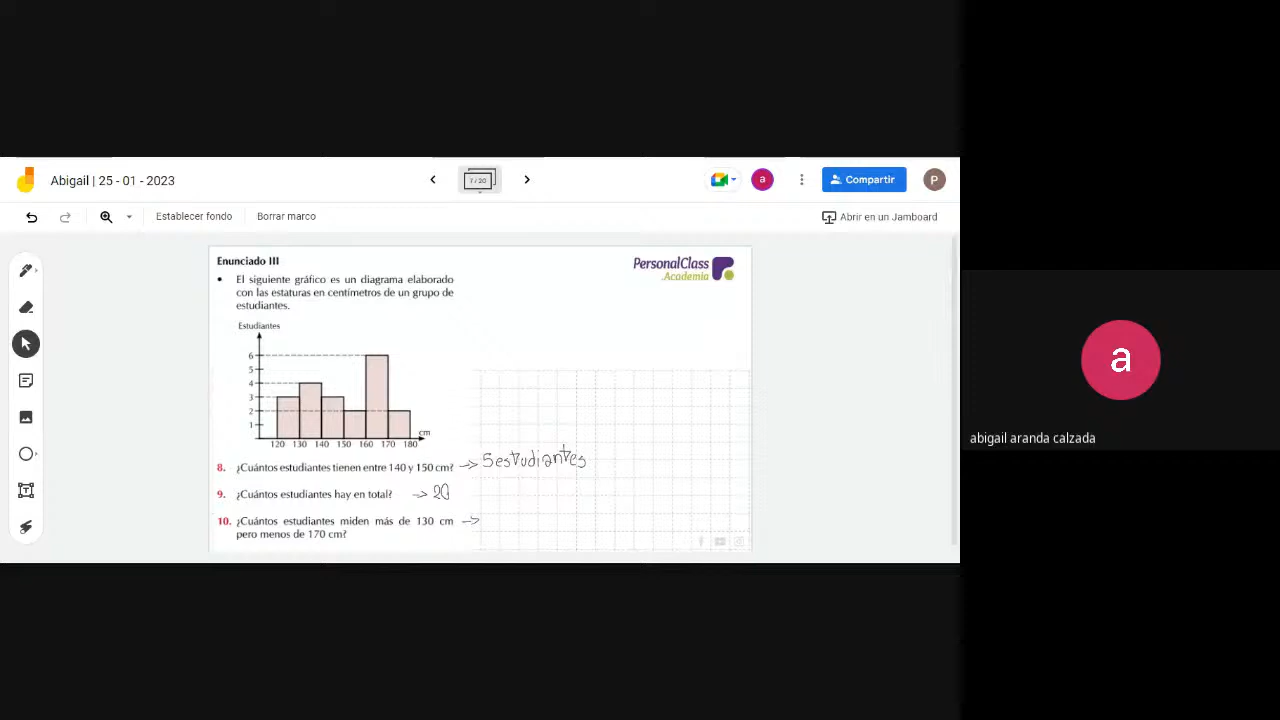 Abigail | 25 - 01 - 2023
1 / 20
a
Compartir
P
Establecer fondo
Borrar marco
Abrir en un Jamboard
Enunciado III
PersonalClass
Academia
• El siguiente gráfico es un diagrama elaborado
con las estaturas en centímetros de un grupo de
estudiantes.
Estudiantes
6
5
4
3
2
1
cm
120 130 140 150 160 170 180
8. ¿Cuántos estudiantes tienen entre 140 y 150 cm? → 5 estudiantes
9. ¿Cuántos estudiantes hay en total? → 20
10. ¿Cuántos estudiantes miden más de 130 cm →
pero menos de 170 cm?
a
abigail aranda calzada